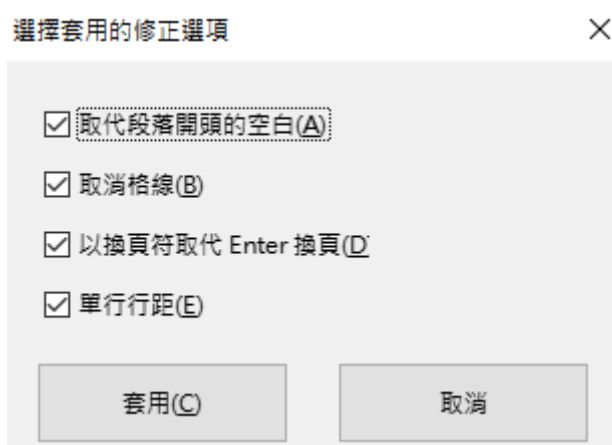 選擇套用的修正選項
取代段落開頭的空白(A)
取消格線(B)
以換頁符取代 Enter 換頁(D
單行行距(E)
套用(C)
取消